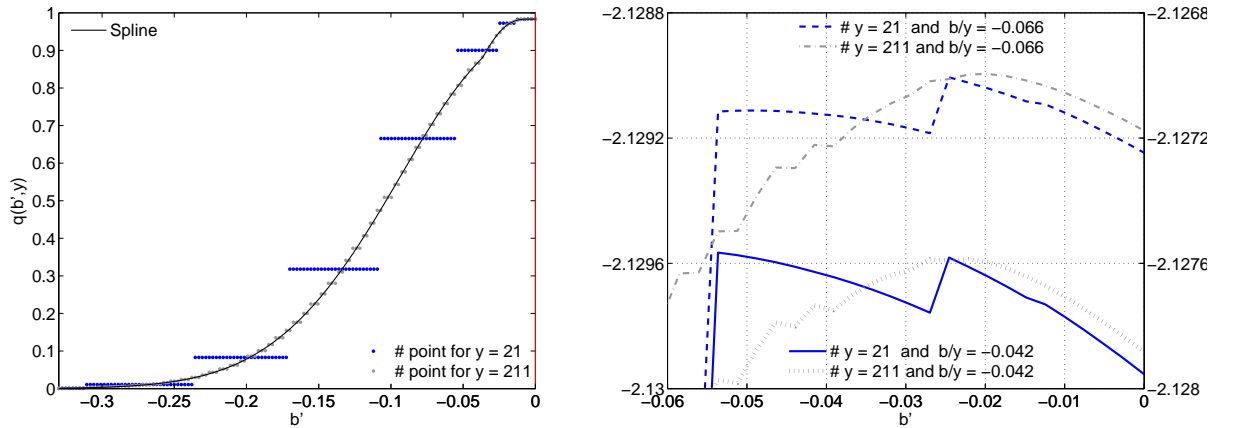 1
0.9
0.8
0.7
0.6
0.5
0.4
0.3
0.2
0.1
0
q(b',y)
Spline
# point for y = 21
# point for y = 211
−0.3 −0.25 −0.2 −0.15 −0.1 −0.05 0
b'
−2.1288
−2.1292
−2.1296
−2.13
# y = 21 and b/y= −0.066
# y = 211 and b/y= −0.066
# y = 21 and b/y= −0.042
# y = 211 and b/y= −0.042
−2.1268
−2.1272
−2.1276
−2.128
−0.06 −0.05 −0.04 −0.03 −0.02 −0.01 0
b'